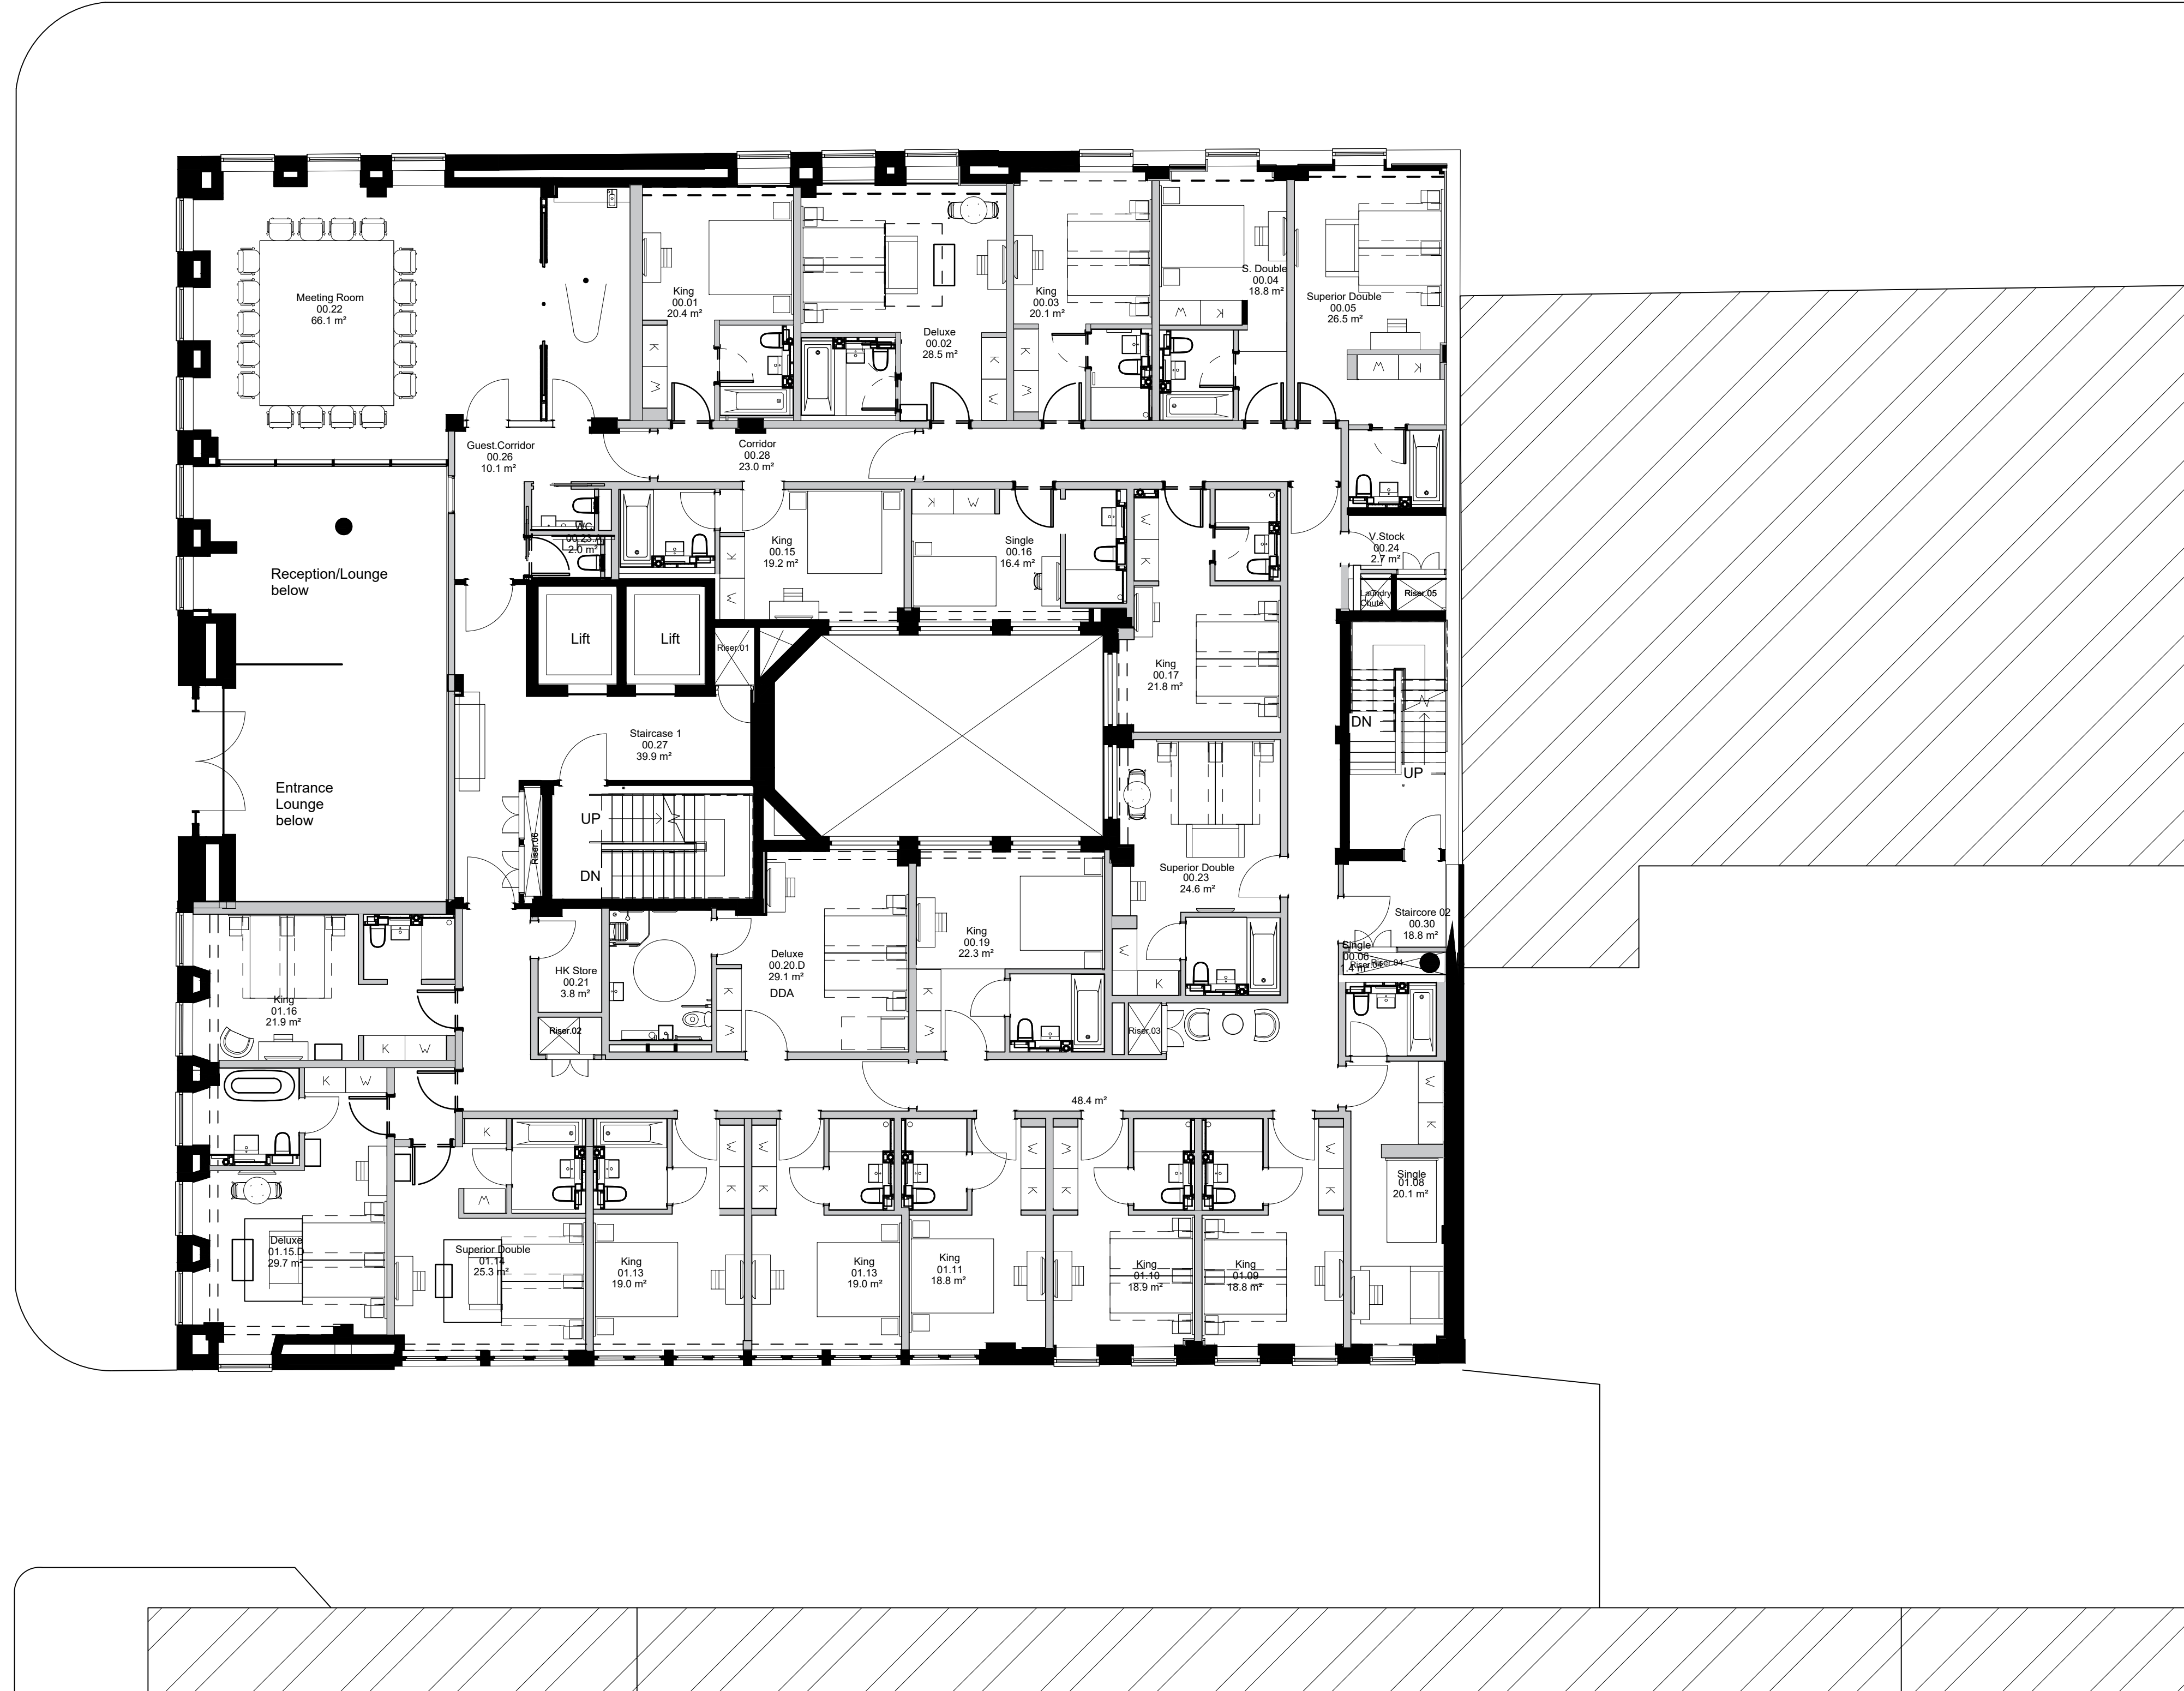 Meeting Room
00.22
66.1 m²
King
00.01
20.4 m²
Deluxe
00.02
28.5 m²
King
00.03
20.1 m²
S. Double
00.04
18.8 m²
Superior Double
00.05
26.5 m²
K
W
K
W
K
W
W
K
W
K
Guest.Corridor
00.26
10.1 m²
Corridor
00.28
23.0 m²
WC
00.23
2.0 m²
King
00.15
19.2 m²
K
W
Single
00.16
16.4 m²
K
W
W
K
V.Stock
00.24
2.7 m²
Laundry
Chute
Riser.05
Reception/Lounge
below
Lift
Lift
Riser.01
King
00.17
21.8 m²
DN
UP
Staircase 1
00.27
39.9 m²
Entrance
Lounge
below
UP
DN
Riser.06
Superior Double
00.23
24.6 m²
W
K
Staircore 02
00.30
18.8 m²
Single
00.06
Riser.04
King
01.16
21.9 m²
K
W
HK Store
00.21
3.8 m²
Riser.02
Deluxe
00.20.D
29.1 m²
DDA
K
W
King
00.19
22.3 m²
K
W
Riser.03
48.4 m²
K
W
K
W
W
K
W
K
W
K
W
K
W
K
W
K
Single
01.08
20.1 m²
Deluxe
01.15.D
29.7 m²
Superior Double
01.14
25.3 m²
King
01.13
19.0 m²
King
01.13
19.0 m²
King
01.11
18.8 m²
King
01.10
18.9 m²
King
01.09
18.8 m²